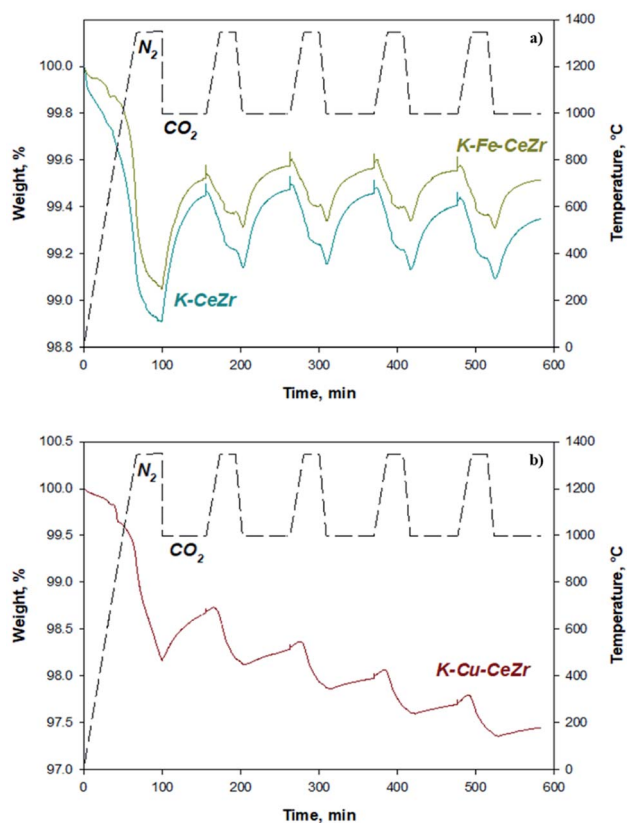 a)
N2
CO2
K-Fe-CeZr
K-CeZr
Weight, %
100.0
99.8
99.6
99.4
99.2
99.0
98.8
Temperature, °C
1400
1200
1000
800
600
400
200
0
0 100 200 300 400 500 600
Time, min
b)
N2
CO2
K-Cu-CeZr
Weight, %
100.5
100.0
99.5
99.0
98.5
98.0
97.5
97.0
Temperature, °C
1400
1200
1000
800
600
400
200
0
0 100 200 300 400 500 600
Time, min